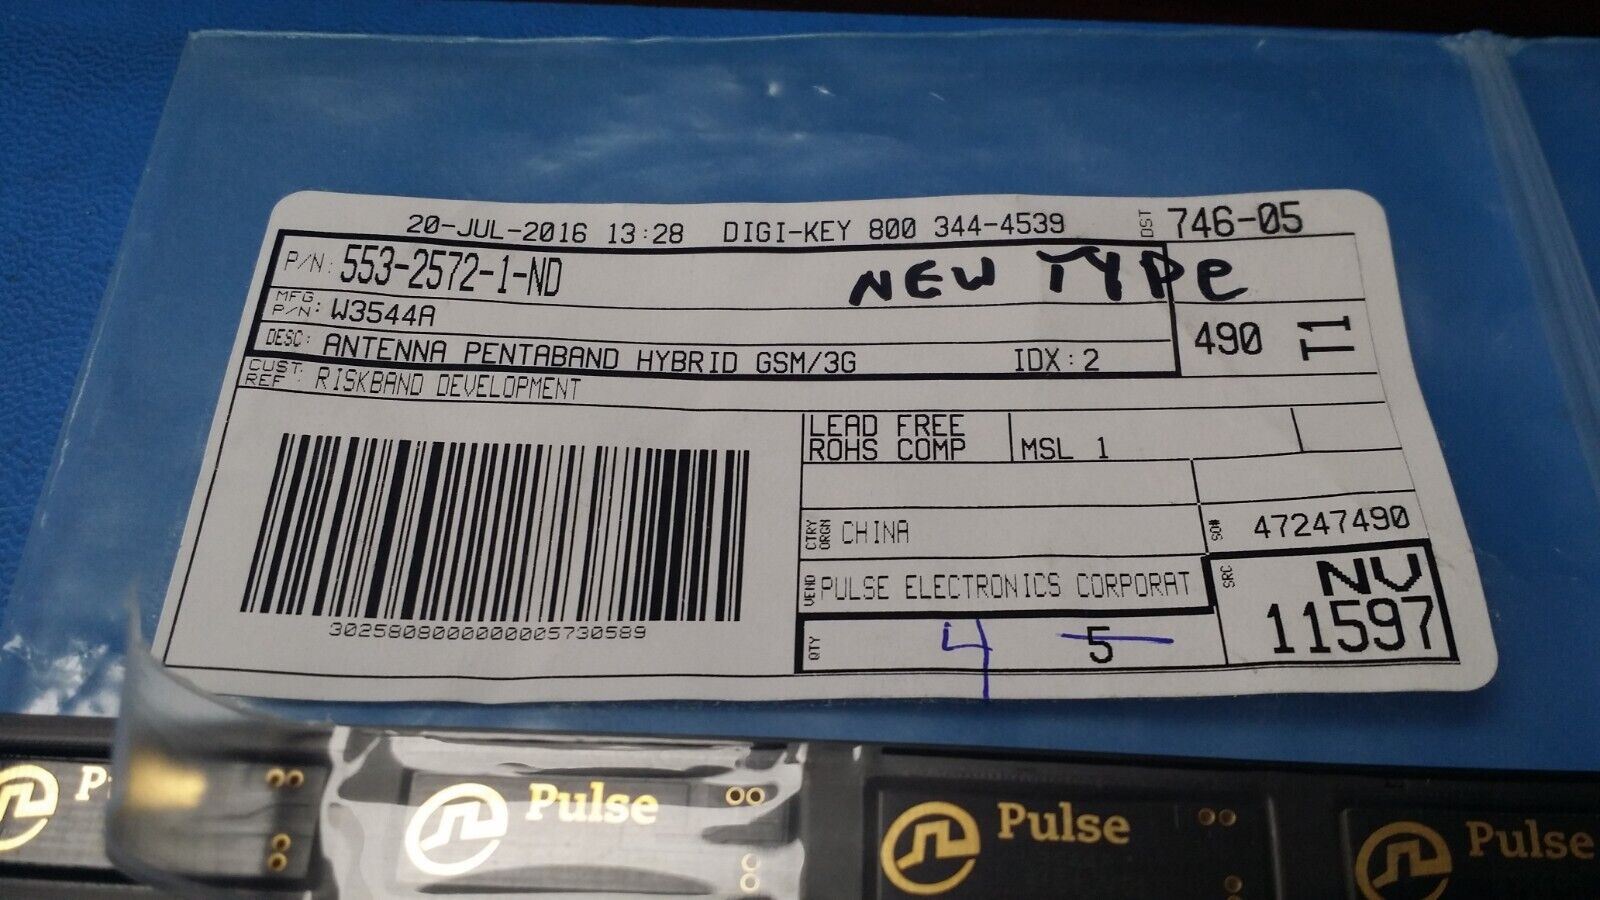 20-JUL-2016 13:28 DIGI-KEY 800 344-4539 DST 746-05
P/N: 553-2572-1-ND NEW TYPE
MFG P/N: W3544A
490 T1
DESC: ANTENNA PENTABAND HYBRID GSM/3G IDX:2
CUST REF : RISKBAND DEVELOPMENT
LEAD FREE
ROHS COMP MSL 1
CTRY ORGN CHINA SO# 47247490
VEND PULSE ELECTRONICS CORPORAT SRC NV
11597
QTY 4 5
3025808000000005730589
P Pulse Pulse Pulse